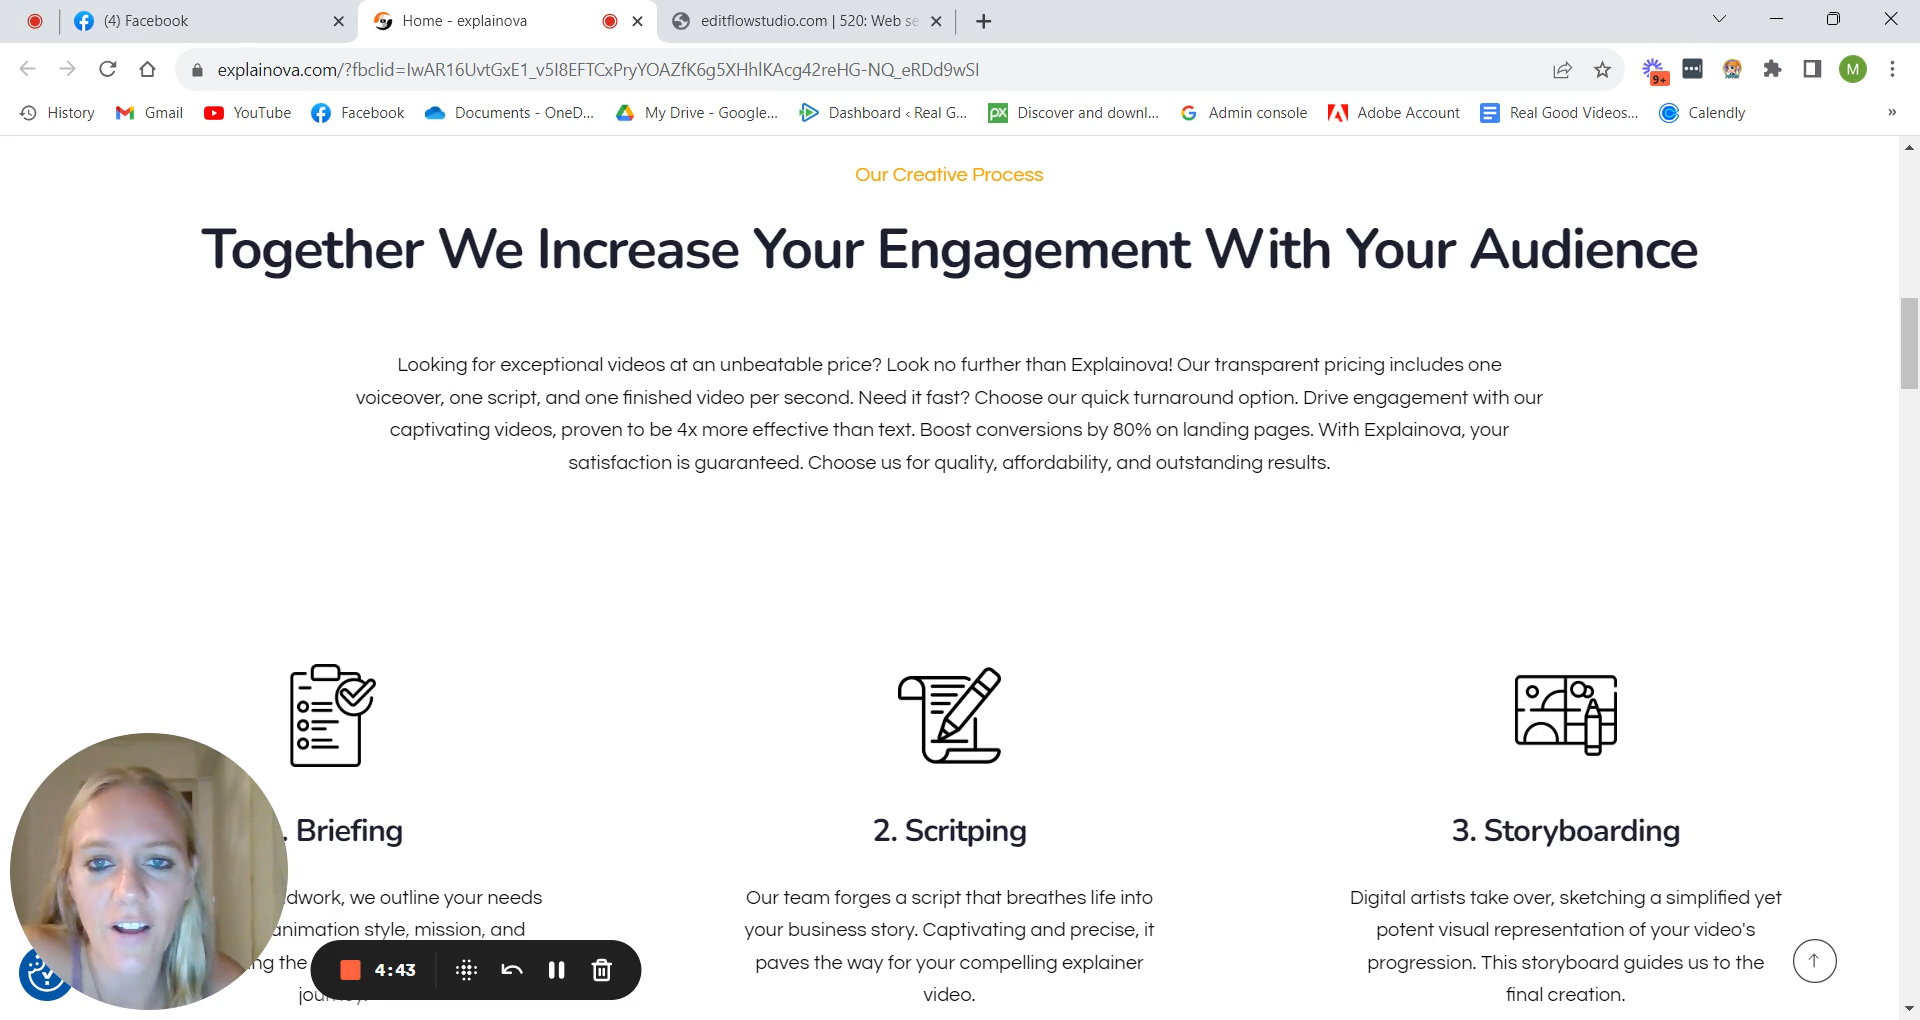 (4) Facebook
Home - explainova
editflowstudio.com | 520: Web se
explainova.com/?fbclid=IwAR16UvtGxE1_v5I8EFTCxPryYOAZfK6g5XHhlKAcg42reHG-NQ_eRDd9wSI
9+
M
History
Gmail
YouTube
Facebook
Documents - OneD...
My Drive - Google...
Dashboard ‹ Real G...
px
Discover and downl...
Admin console
Adobe Account
Real Good Videos...
Calendly
»
Our Creative Process
Together We Increase Your Engagement With Your Audience
Looking for exceptional videos at an unbeatable price? Look no further than Explainova! Our transparent pricing includes one
voiceover, one script, and one finished video per second. Need it fast? Choose our quick turnaround option. Drive engagement with our
captivating videos, proven to be 4x more effective than text. Boost conversions by 80% on landing pages. With Explainova, your
satisfaction is guaranteed. Choose us for quality, affordability, and outstanding results.
. Briefing
dwork, we outline your needs
animation style, mission, and
ng the
2. Scritping
Our team forges a script that breathes life into
your business story. Captivating and precise, it
paves the way for your compelling explainer
video.
3. Storyboarding
Digital artists take over, sketching a simplified yet
potent visual representation of your video's
progression. This storyboard guides us to the
final creation.
4:43